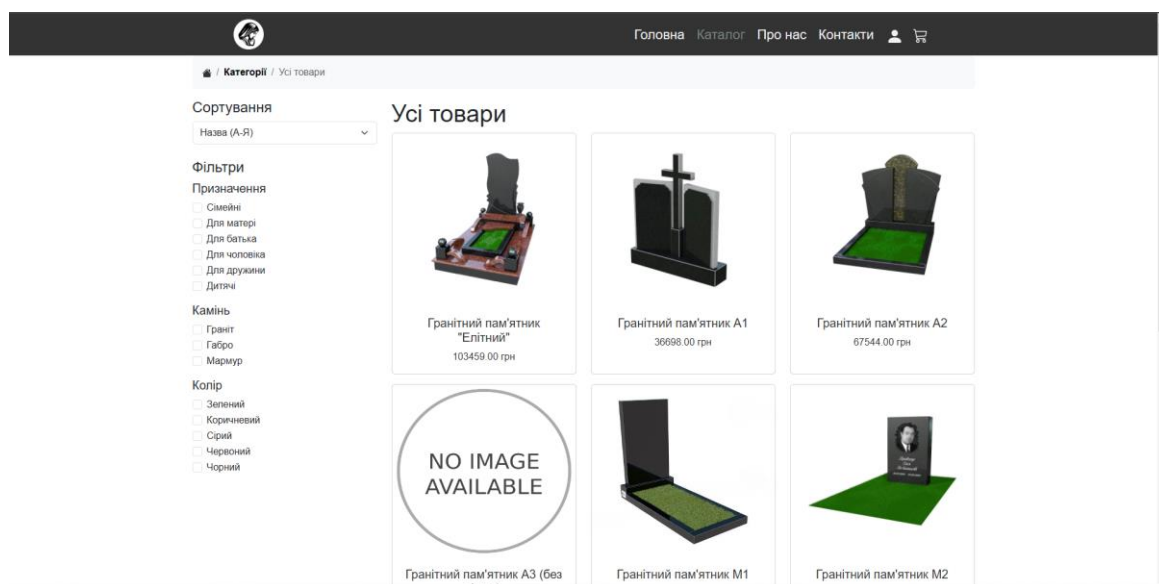 Головна Каталог Про нас Контакти
/ Категорії / Усі товари
Сортування
Назва (А-Я)
Фільтри
Призначення
Сімейні
Для матері
Для батька
Для чоловіка
Для дружини
Дитячі
Камінь
Граніт
Габро
Мармур
Колір
Зелений
Коричневий
Сірий
Червоний
Чорний
Усі товари
Гранітний пам'ятник
"Елітний"
103459.00 грн
Гранітний пам'ятник А1
36698.00 грн
Гранітний пам'ятник А2
67544.00 грн
NO IMAGE
AVAILABLE
Гранітний пам'ятник А3 (без
Гранітний пам'ятник М1
Гранітний пам'ятник М2